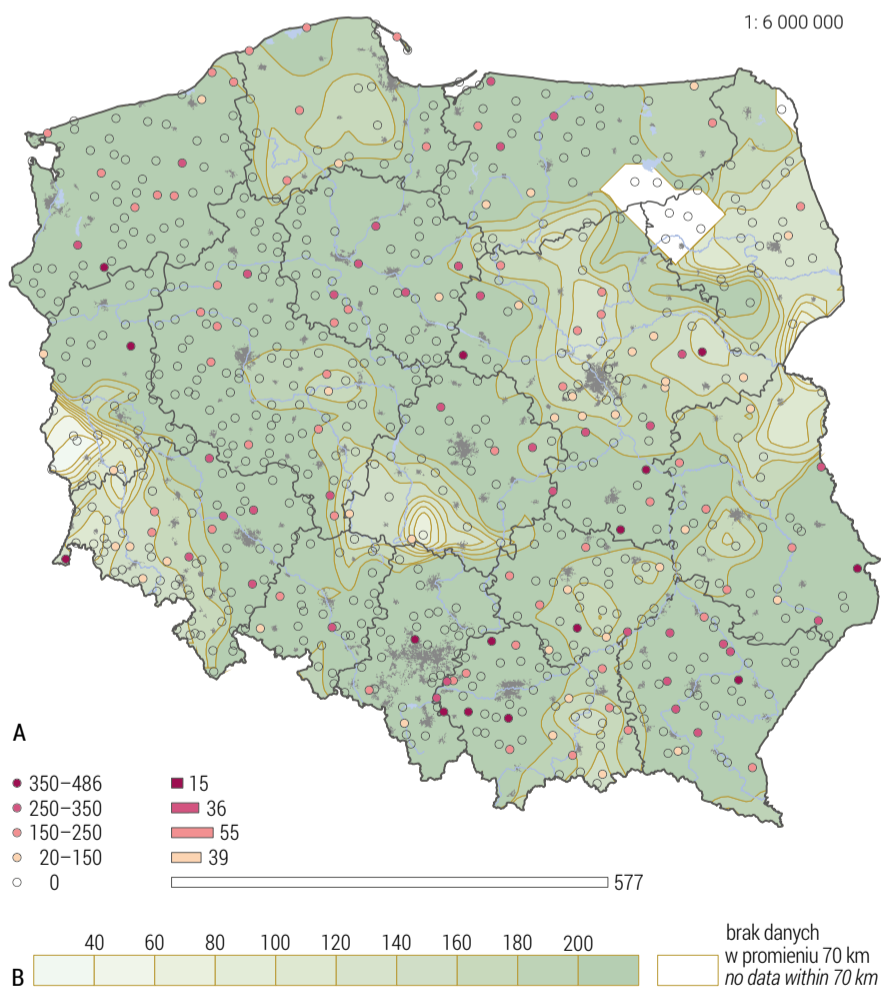 1: 6 000 000
A
350–486 15
250–350 36
150–250 55
20–150 39
0 577
40 60 80 100 120 140 160 180 200
B
brak danych
w promieniu 70 km
no data within 70 km